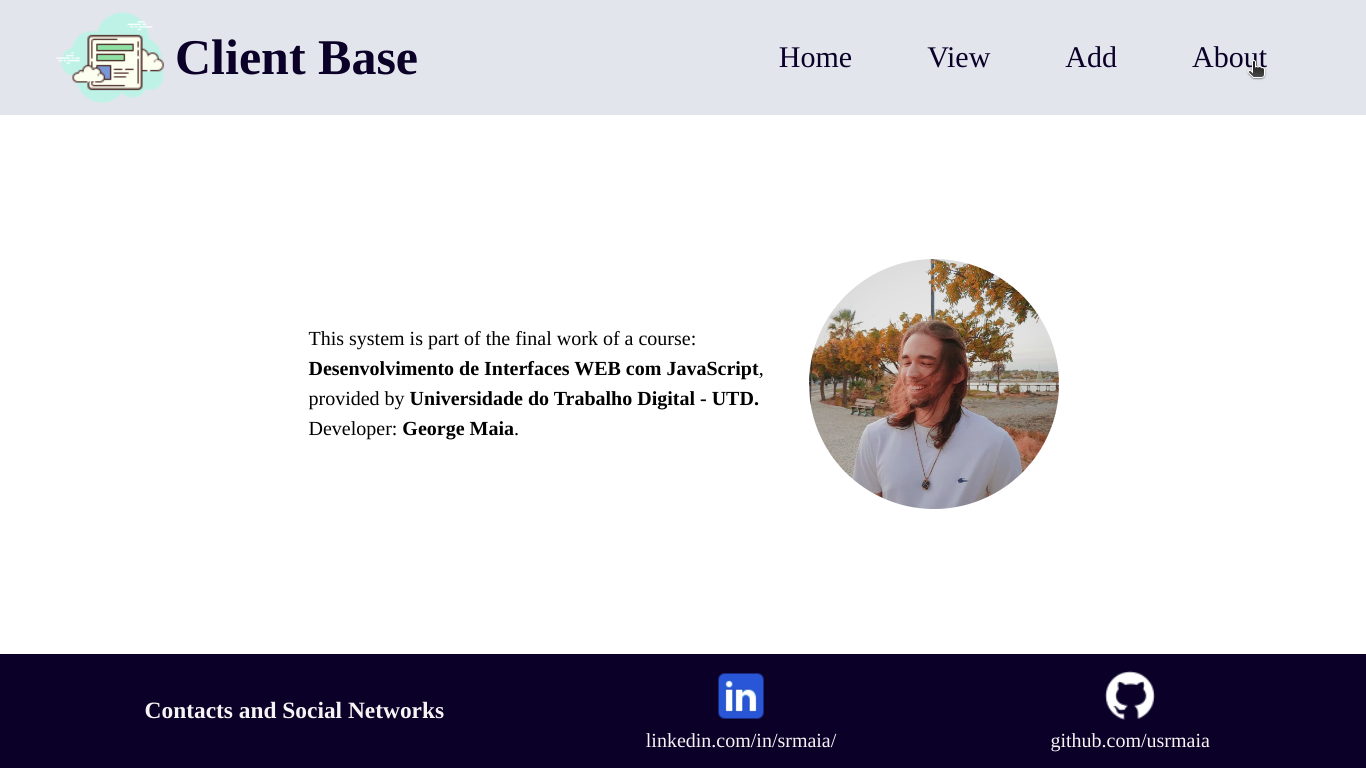 Client Base
Home View Add About
This system is part of the final work of a course:
Desenvolvimento de Interfaces WEB com JavaScript,
provided by Universidade do Trabalho Digital - UTD.
Developer: George Maia.
Contacts and Social Networks
in
linkedin.com/in/srmaia/
github.com/usrmaia